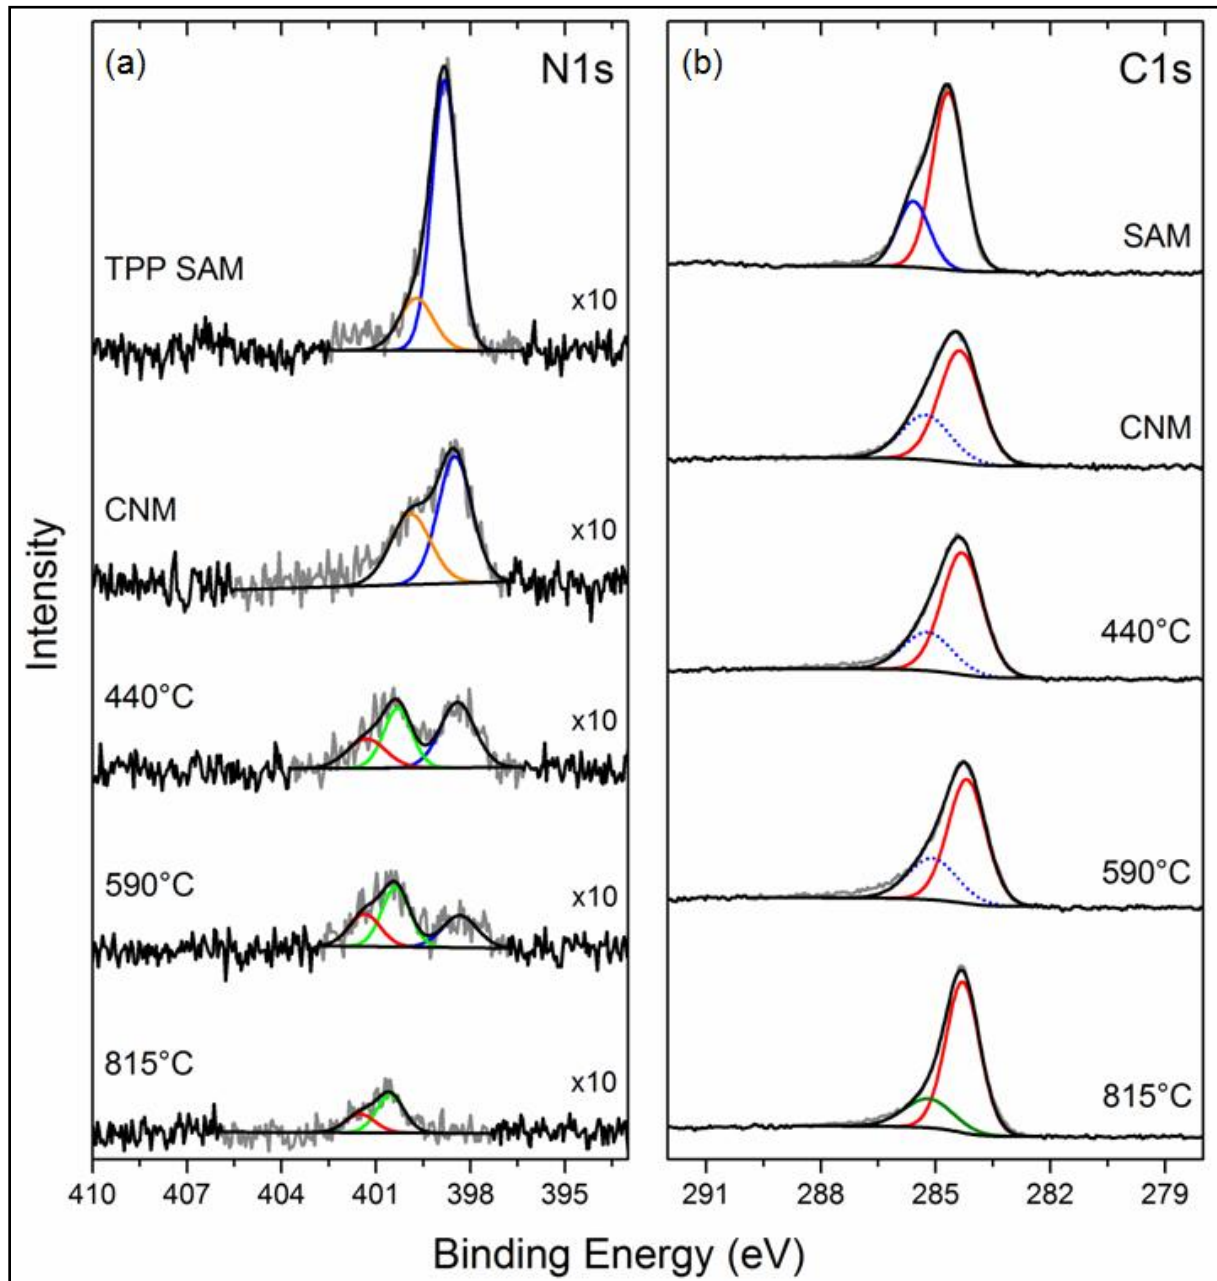 (a)
N1s
TPP SAM
x10
CNM
x10
440°C
x10
590°C
x10
815°C
x10
410 407 404 401 398 395
(b)
C1s
SAM
CNM
440°C
590°C
815°C
291 288 285 282 279
Intensity
Binding Energy (eV)